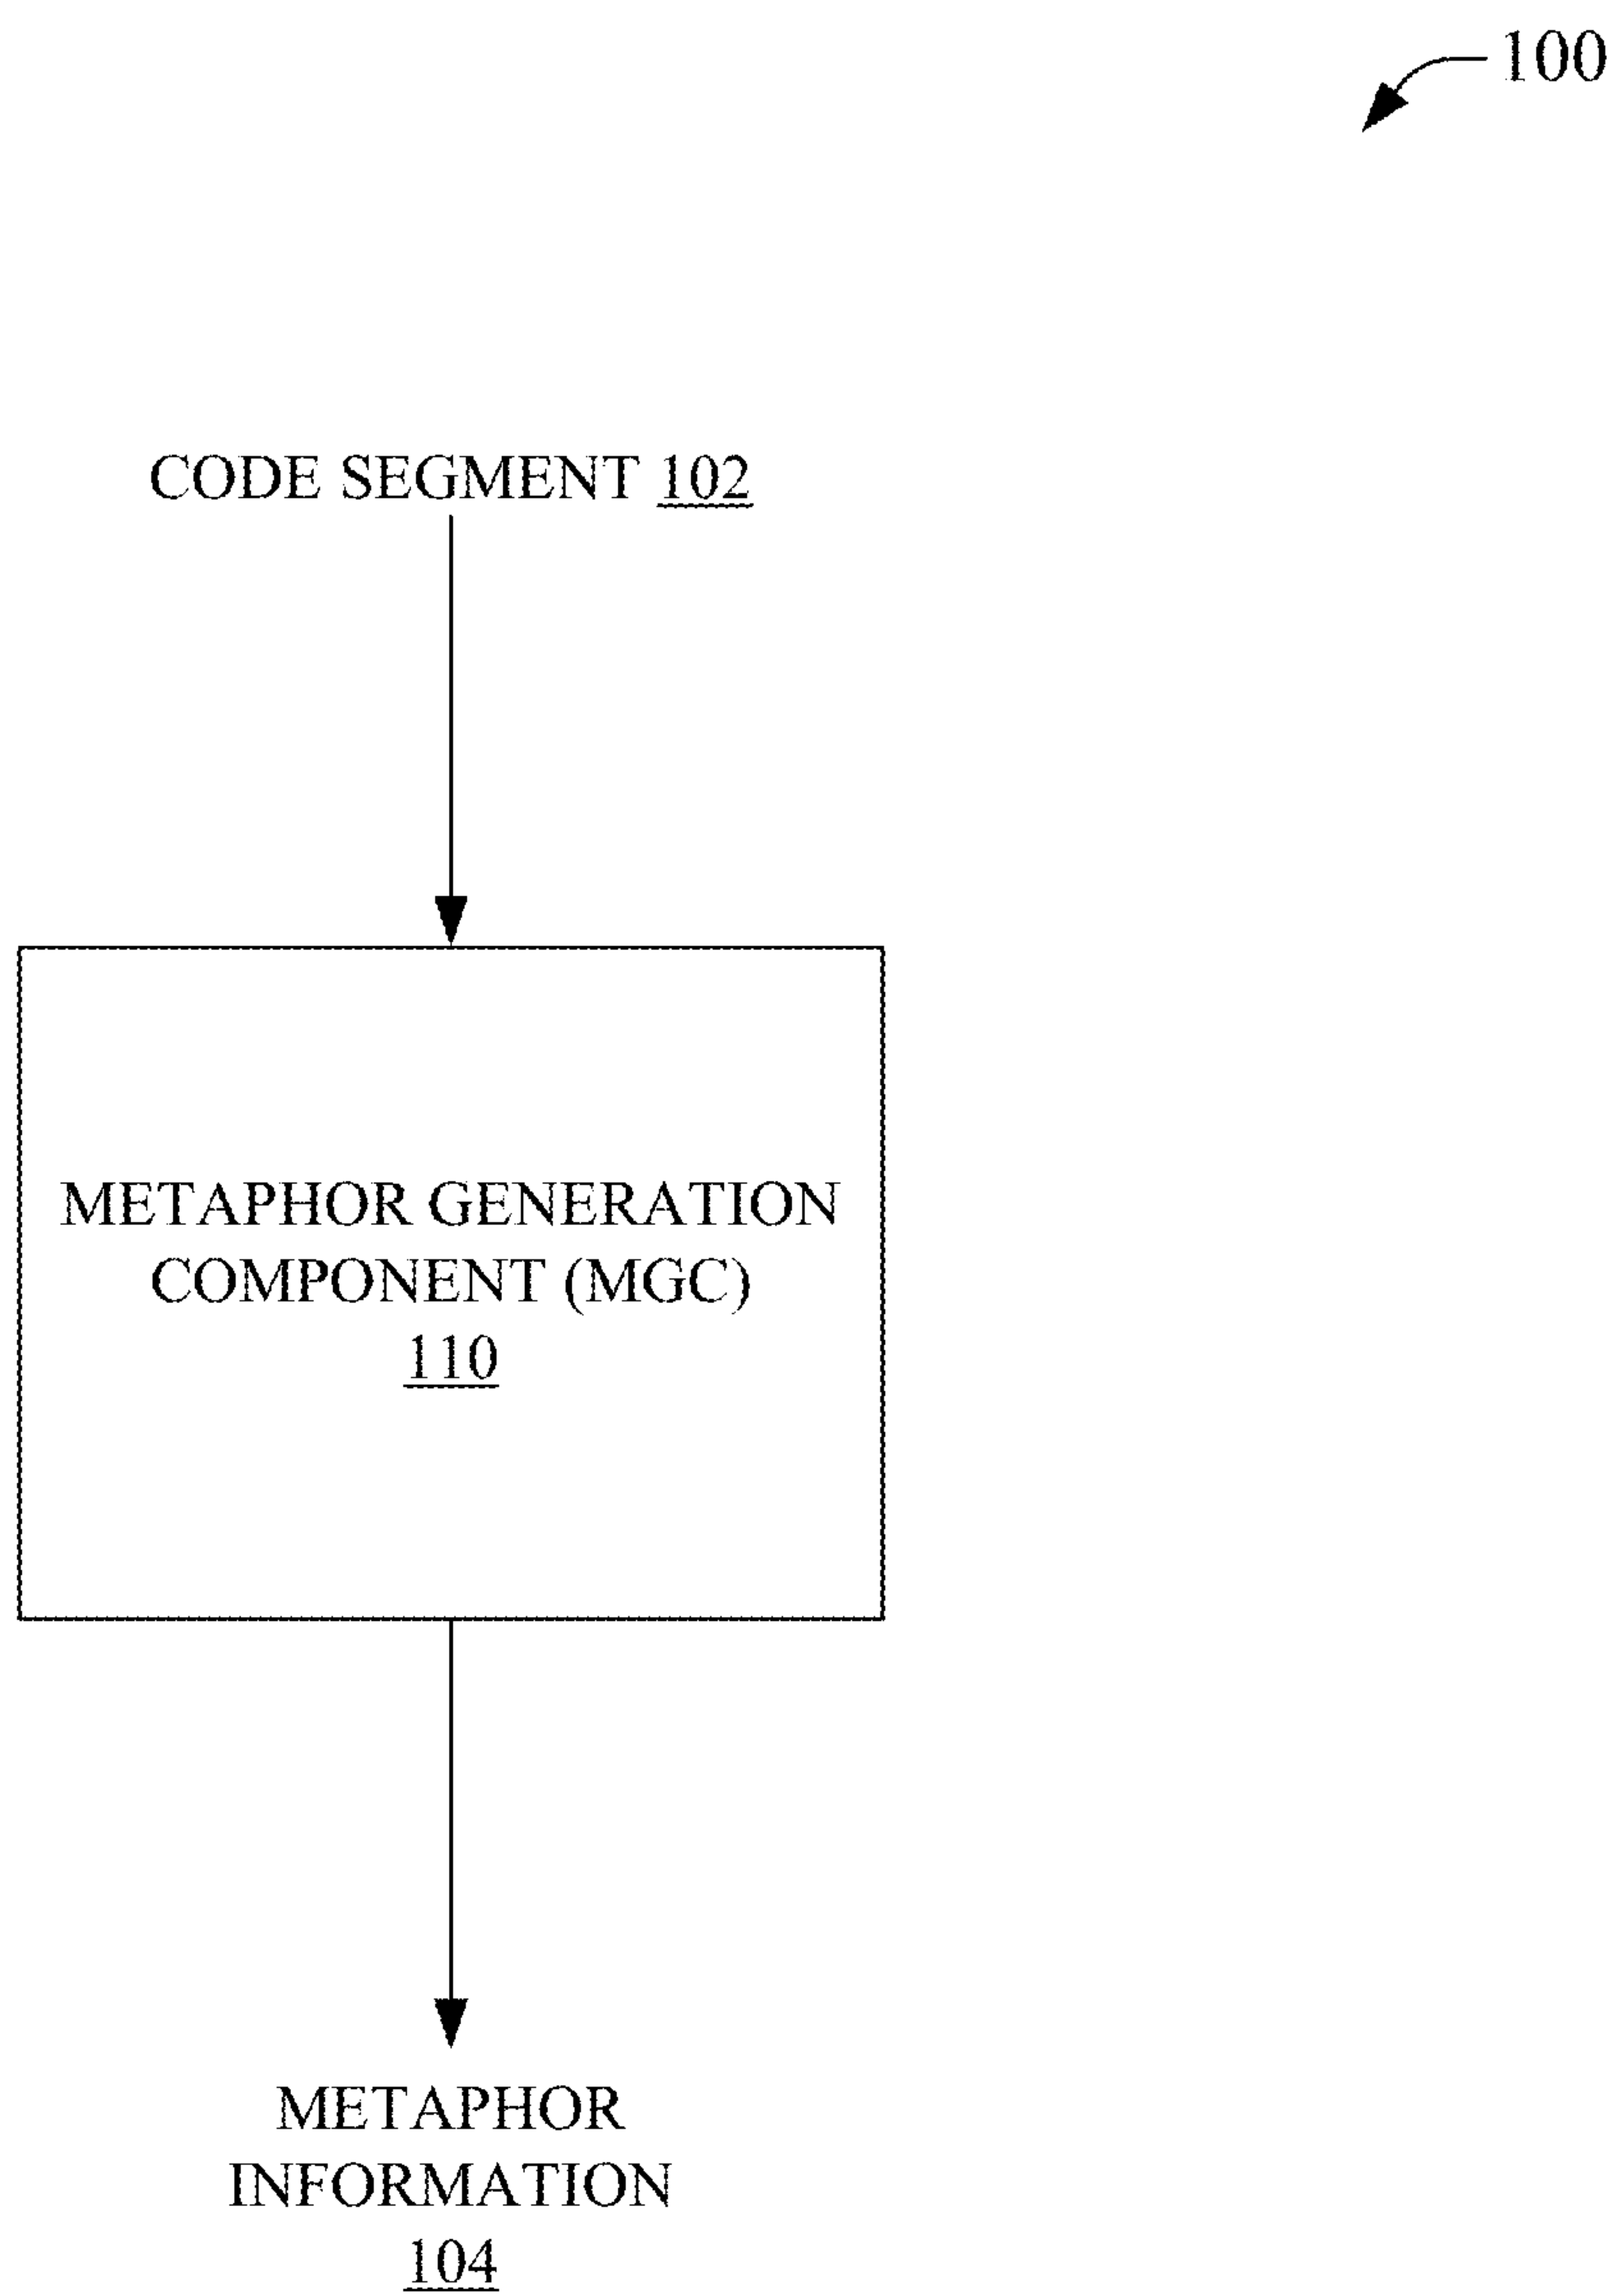 100
CODE SEGMENT 102
METAPHOR GENERATION
COMPONENT (MGC)
110
METAPHOR
INFORMATION
104